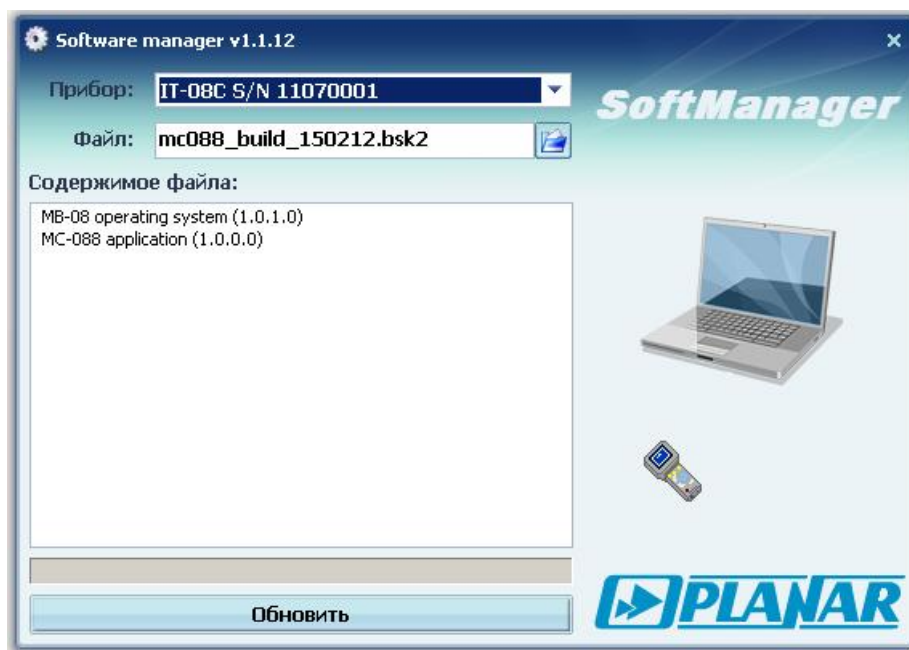 Software manager v1.1.12
Прибор: IT-08C S/N 11070001
SoftManager
Файл: mc088_build_150212.bsk2
Содержимое файла:
MB-08 operating system (1.0.1.0)
MC-088 application (1.0.0.0)
Обновить
PLANAR